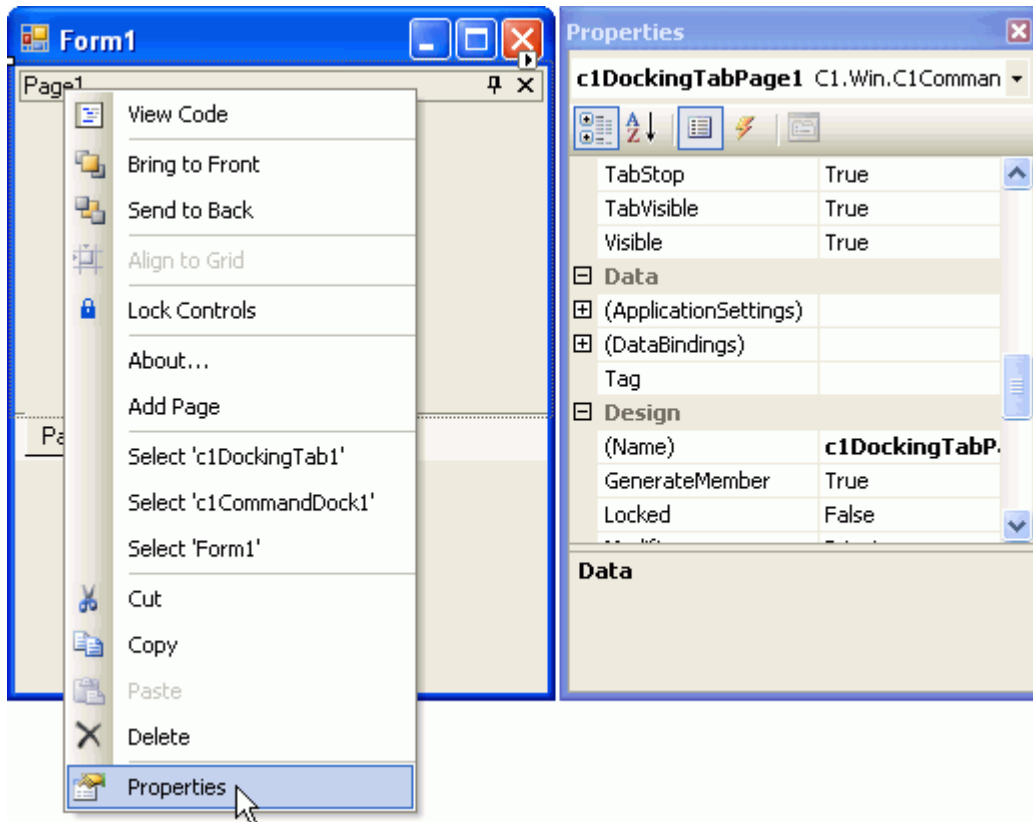 Form1
Page1
View Code
Bring to Front
Send to Back
Align to Grid
Lock Controls
About...
Add Page
Pa
Select 'c1DockingTab1'
Select 'c1CommandDock1'
Select 'Form1'
Cut
Copy
Paste
Delete
Properties
Properties
c1DockingTabPage1 C1.Win.C1Comman
TabStop True
TabVisible True
Visible True
Data
(ApplicationSettings)
(DataBindings)
Tag
Design
(Name) c1DockingTabP
GenerateMember True
Locked False
Data